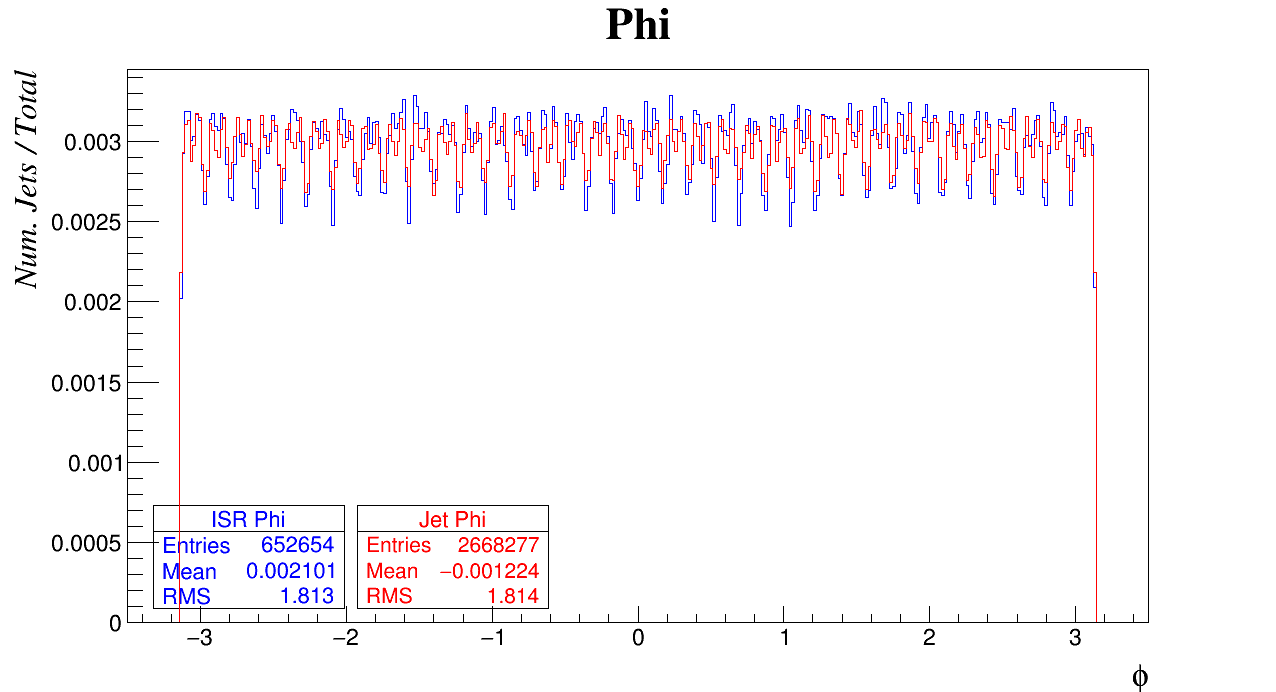 Phi
Num. Jets / Total
0.003
0.0025
0.002
0.0015
0.001
0.0005
0
ISR Phi
Entries 652654
Mean 0.002101
RMS 1.813
Jet Phi
Entries 2668277
Mean −0.001224
RMS 1.814
−3 −2 −1 0 1 2 3
ϕ